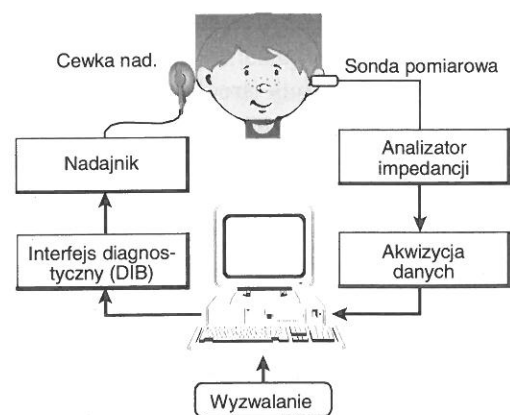 Cewka nad.
Sonda pomiarowa
Nadajnik
Analizator
impedancji
Interfejs diagnos-
tyczny (DIB)
Akwizycja
danych
Wyzwalanie